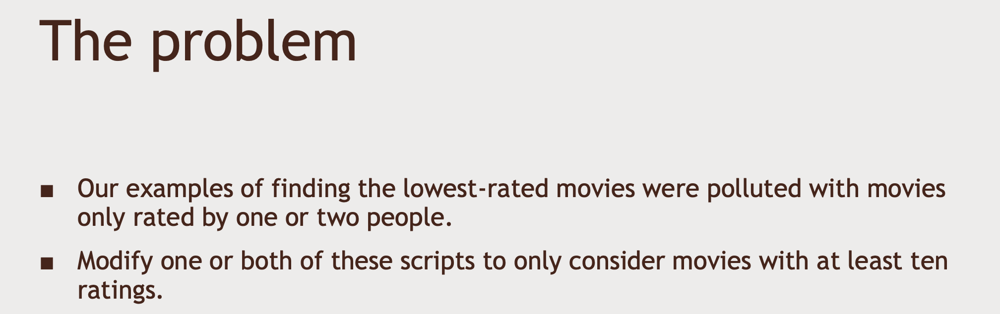 The problem
▪ Our examples of finding the lowest-rated movies were polluted with movies
only rated by one or two people.
▪ Modify one or both of these scripts to only consider movies with at least ten
ratings.